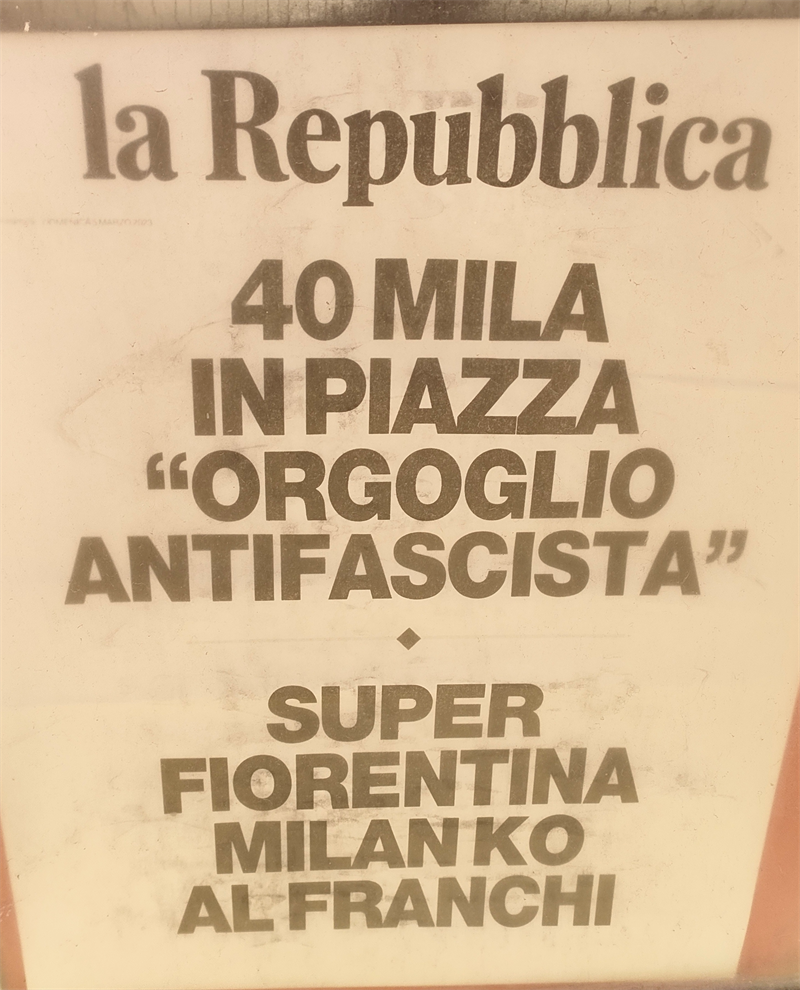 la Repubblica
40 MILA
IN PIAZZA
“ORGOGLIO
ANTIFASCISTA”
SUPER
FIORENTINA
MILAN KO
AL FRANCHI